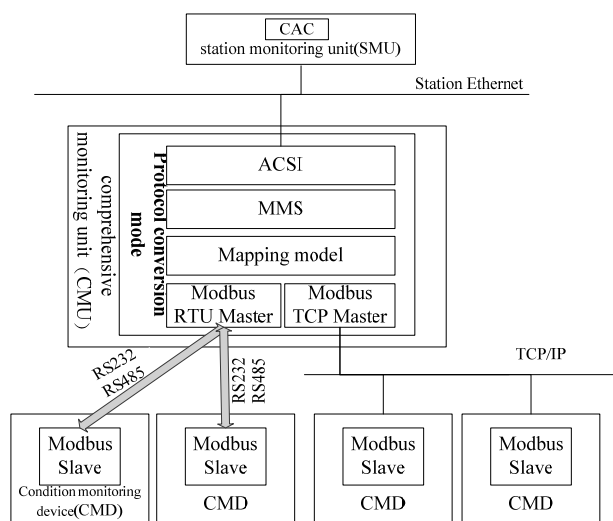 CAC
station monitoring unit(SMU)
Station Ethernet
comprehensive
monitoring unit（CMU）
Protocol conversion
mode
ACSI
MMS
Mapping model
Modbus
RTU Master
Modbus
TCP Master
RS232
RS485
RS232
RS485
TCP/IP
Modbus
Slave
Condition monitoring
device(CMD)
Modbus
Slave
CMD
Modbus
Slave
CMD
Modbus
Slave
CMD